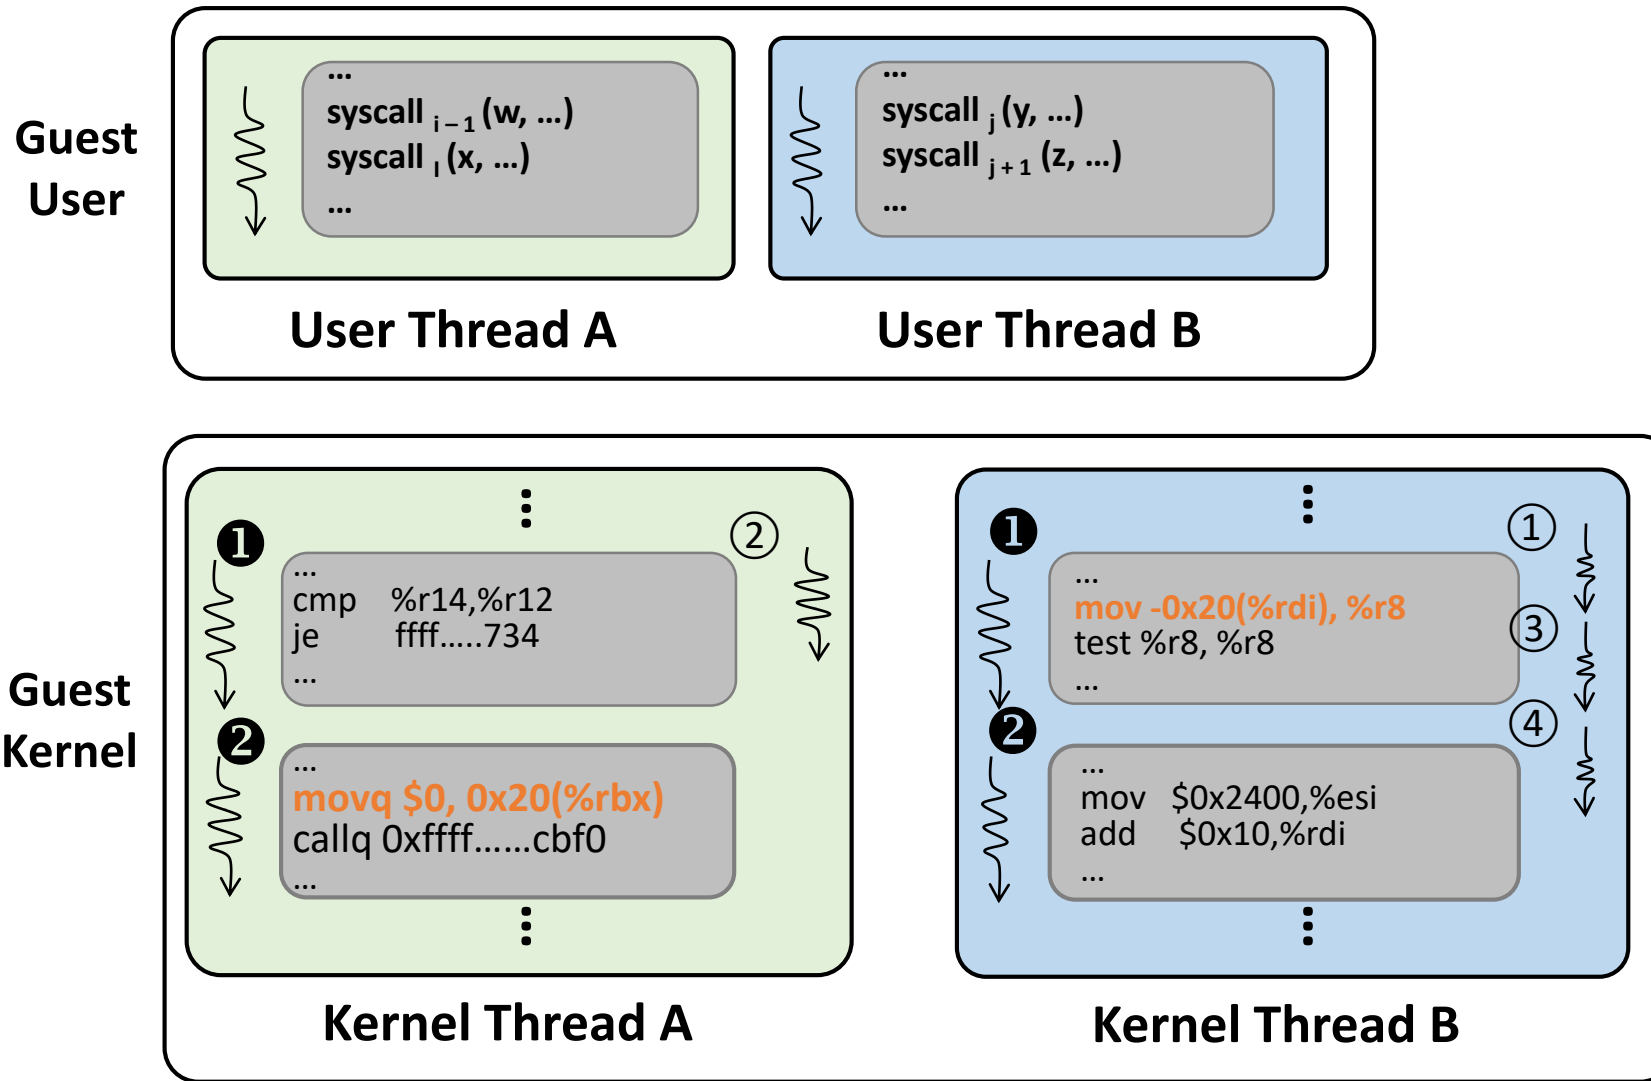 Guest
User
...
syscall i – 1 (w, ...)
syscall l (x, ...)
...
User Thread A
...
syscall j (y, ...)
syscall j + 1 (z, ...)
...
User Thread B
Guest
Kernel
❶
②
...
cmp %r14,%r12
je ffff.....734
...
❷
...
movq $0, 0x20(%rbx)
callq 0xffff......cbf0
...
Kernel Thread A
❶
①
...
mov -0x20(%rdi), %r8
test %r8, %r8
...
③
❷
④
...
mov $0x2400,%esi
add $0x10,%rdi
...
Kernel Thread B